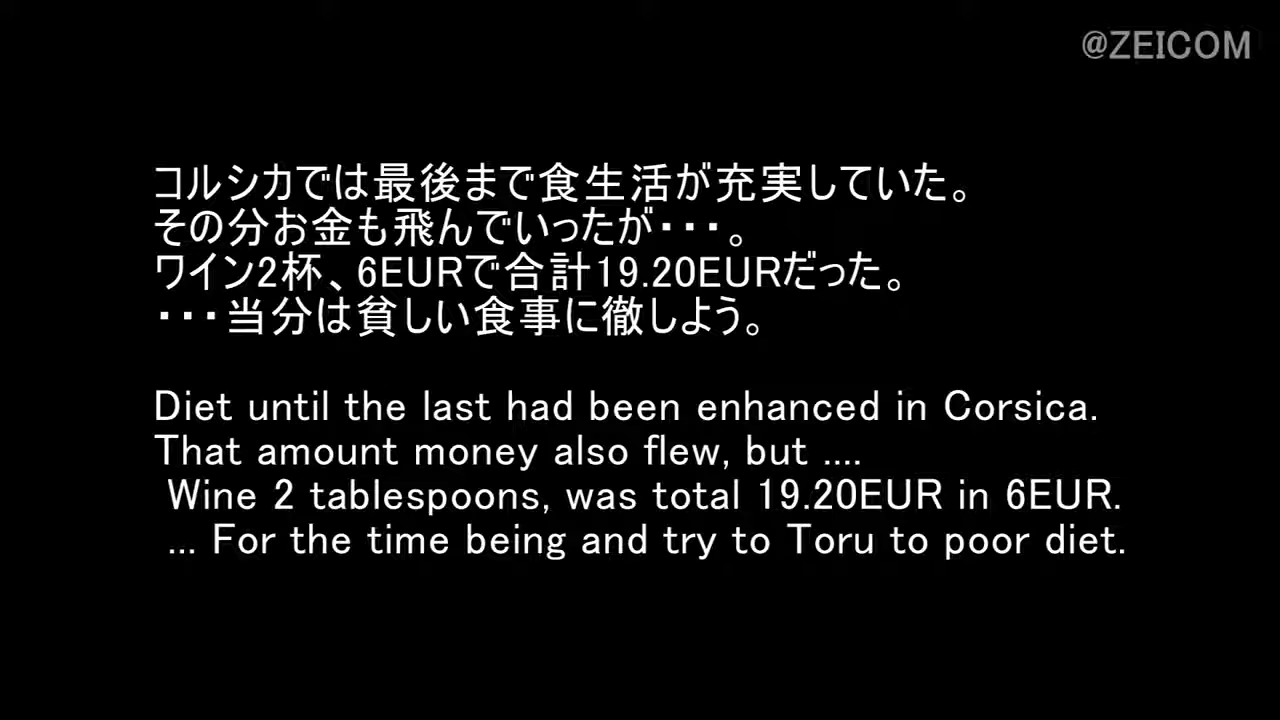 @ZEICOM
コルシカでは最後まで食生活が充実していた。
その分お金も飛んでいったが・・・。
ワイン2杯、6EURで合計19.20EURだった。
・・・当分は貧しい食事に徹しよう。
Diet until the last had been enhanced in Corsica.
That amount money also flew, but ....
Wine 2 tablespoons, was total 19.20EUR in 6EUR.
... For the time being and try to Toru to poor diet.